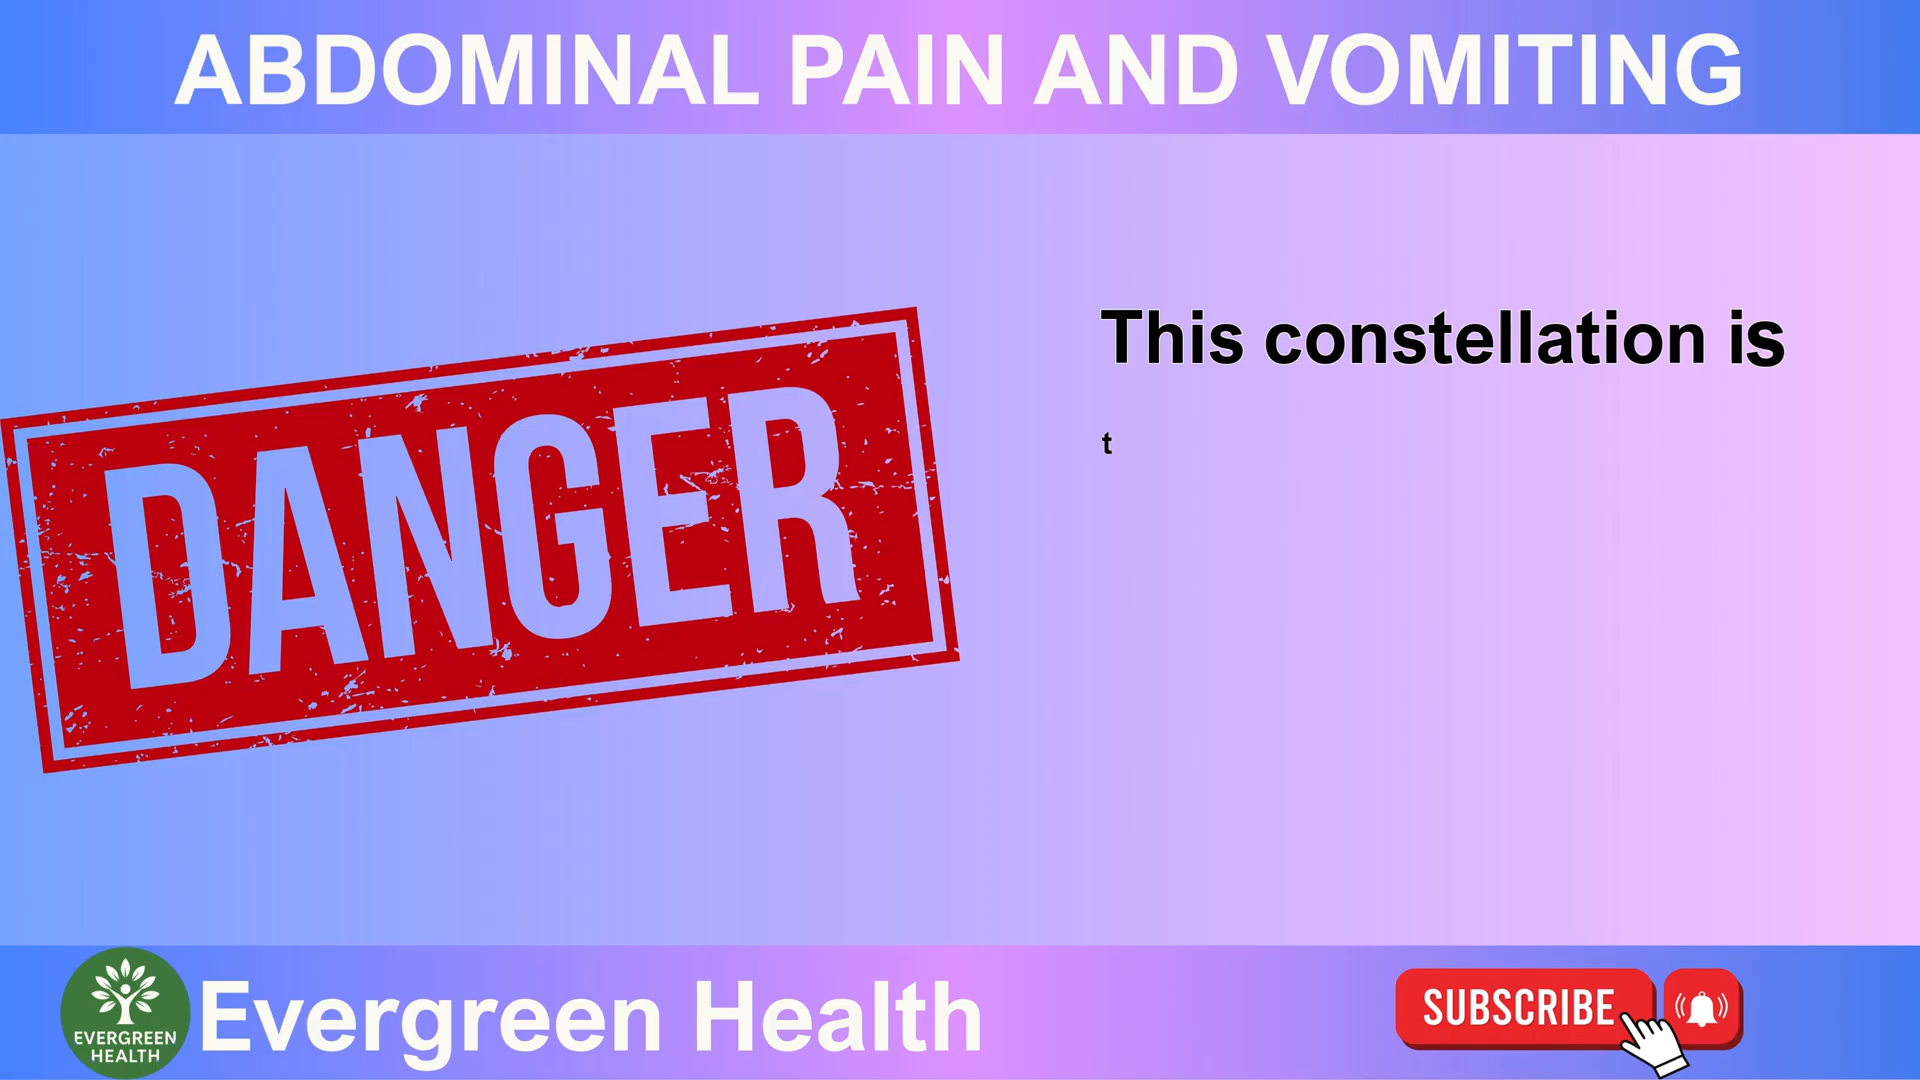 ABDOMINAL PAIN AND VOMITING
DANGER
This constellation is
t
EVERGREEN
HEALTH
Evergreen Health
SUBSCRIBE